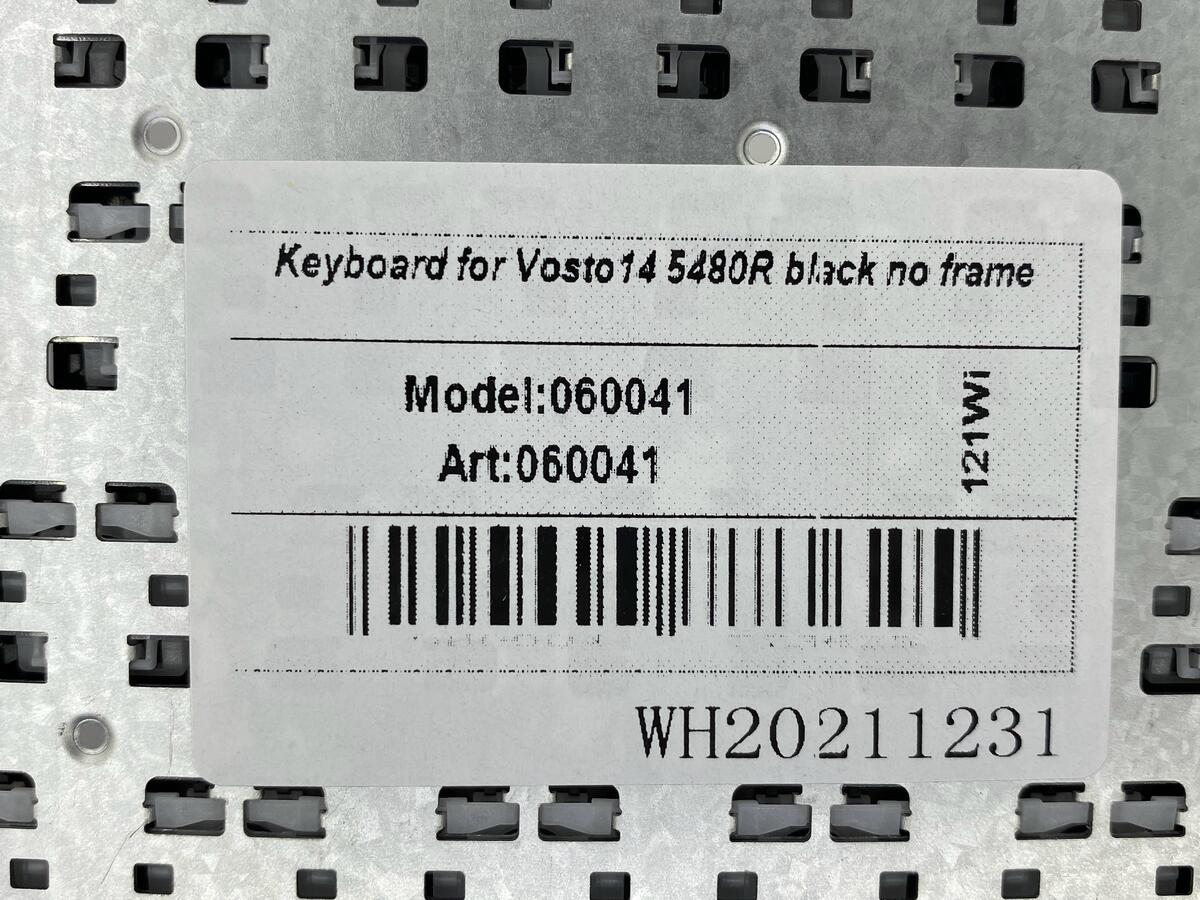 Keyboard for Vosto14 5480R black no frame
Model:060041
Art:060041
121Wi
WH20211231